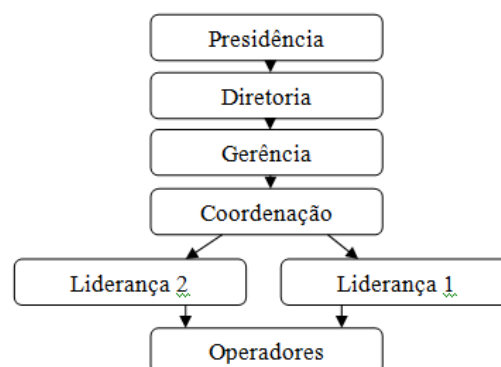 Presidência
Diretoria
Gerência
Coordenação
Liderança 2
Liderança 1
Operadores